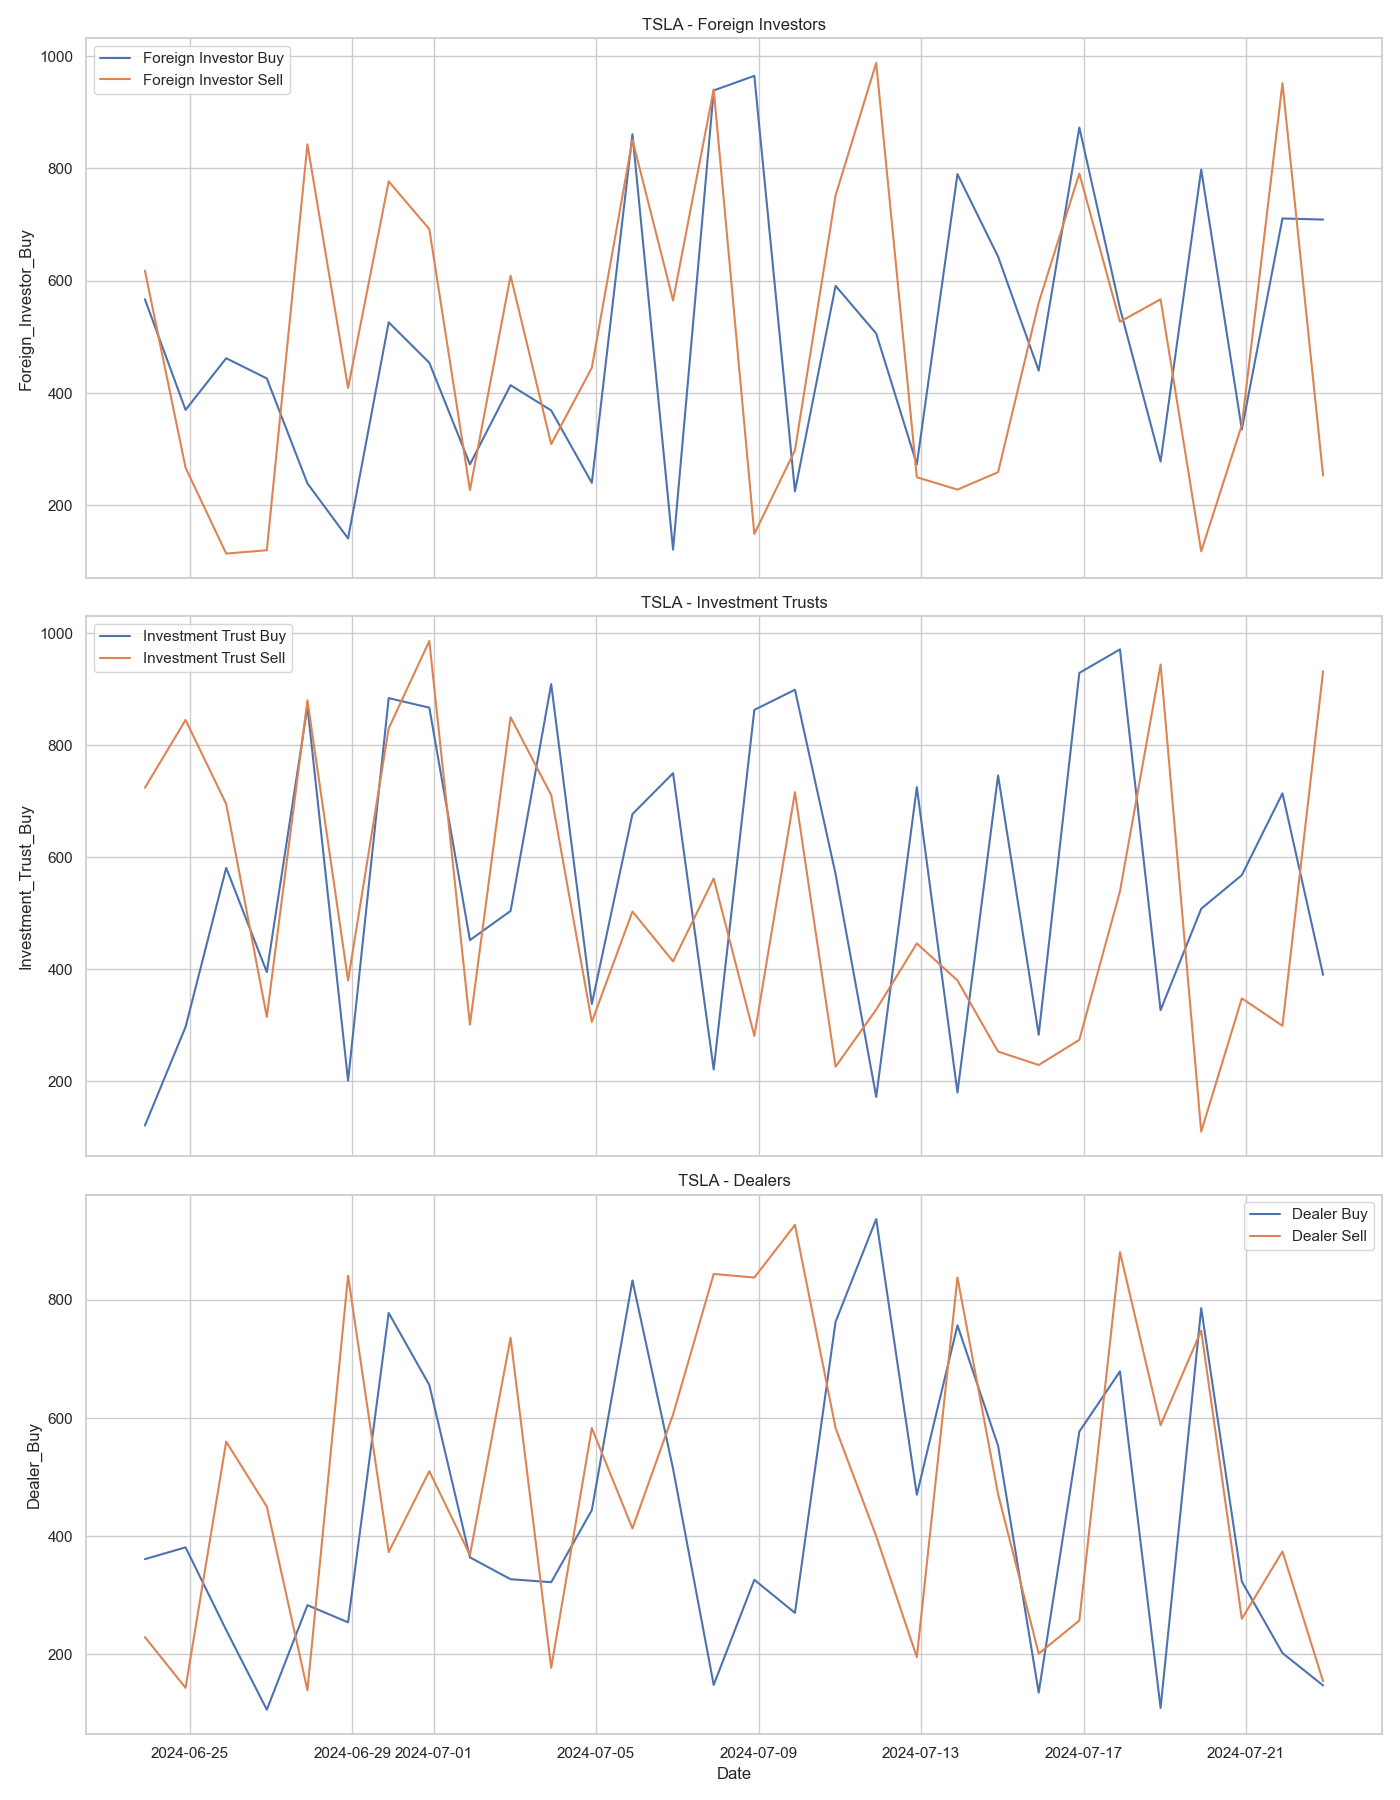 TSLA - Foreign Investors
Foreign Investor Buy
Foreign Investor Sell
Foreign_Investor_Buy
1000
800
600
400
200
TSLA - Investment Trusts
Investment Trust Buy
Investment Trust Sell
Investment_Trust_Buy
1000
800
600
400
200
TSLA - Dealers
Dealer Buy
Dealer Sell
Dealer_Buy
800
600
400
200
2024-06-25 2024-06-29 2024-07-01 2024-07-05 2024-07-09 2024-07-13 2024-07-17 2024-07-21
Date